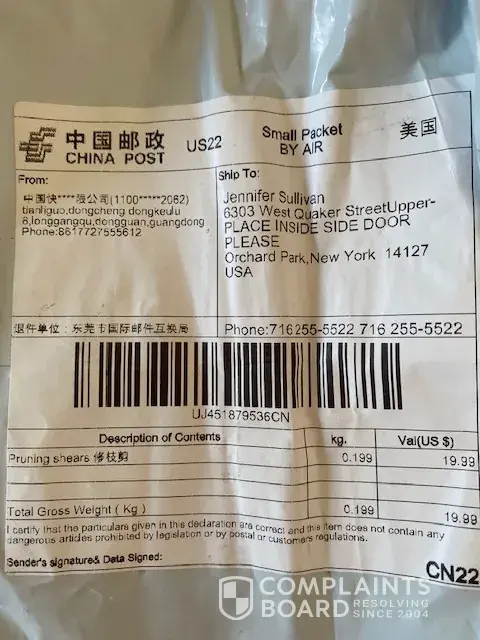 中国邮政
CHINA POST
US22
Small Packet
BY AIR
美国
From:
中国快****限公司(1100*****2062)
tianliguo,dongcheng dongkeulu
8,longgangqu,dongguan,guangdong
Phone:8617727555612
Ship To:
Jennifer Sullivan
6303 West Quaker StreetUpper-
PLACE INSIDE SIDE DOOR
PLEASE
Orchard Park,New York 14127
USA
退件单位：东莞市国际邮件互换局
Phone:716255-5522 716 255-5522
UJ451879536CN
Description of Contents kg. Val(US $)
Pruning shears 修枝剪 0.199 19.99
Total Gross Weight ( Kg ) 0.199 19.99
I certify that the particulars given in this declaration are correct and this item does not contain any
dangerous articles prohibited by legislation or by postal or customers regulations.
Sender's signature& Data Signed:
CN22
COMPLAINTS
BOARD RESOLVING
SINCE 2004